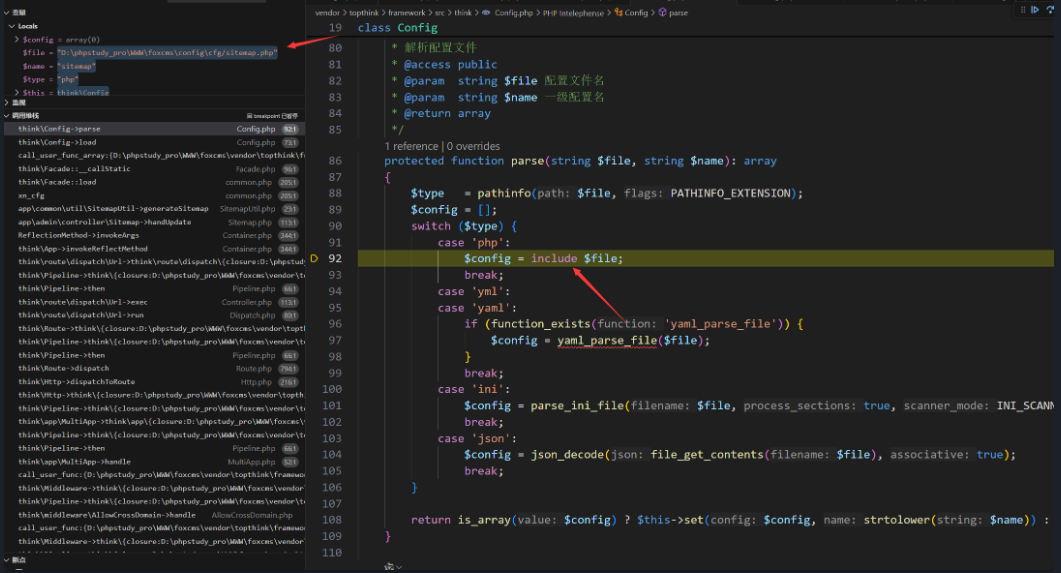 变量
Locals
$config = array(0)
$file = "D:\phpstudy_pro\WWW\foxcms\config\cfg/sitemap.php"
$name = "sitemap"
$type = "php"
$this = think\Config
监视
调用堆栈
因 breakpoint 已暂停
think\Config->parse Config.php 92:1
think\Config->load Config.php 73:1
call_user_func_array:{D:\phpstudy_pro\WWW\foxcms\vendor\topthink\f
think\Facade::__callStatic Facade.php 96:1
think\Facade::load common.php 205:1
xn_cfg common.php 205:1
app\common\util\SitemapUtil->generateSitemap SitemapUtil.php 23:1
app\admin\controller\Sitemap->handUpdate Sitemap.php 113:1
ReflectionMethod->invokeArgs Container.php 344:1
think\App->invokeReflectMethod Container.php 344:1
think\route\dispatch\Url->think\route\dispatch\{closure:D:\phpstudy_pro\
think\Pipeline->think\{closure:D:\phpstudy_pro\WWW\foxcms\vendor\t
think\Pipeline->then Pipeline.php 66:1
think\route\dispatch\Url->exec Controller.php 113:1
think\route\dispatch\Url->run Dispatch.php 89:1
think\Route->think\{closure:D:\phpstudy_pro\WWW\foxcms\vendor\topt
think\Pipeline->think\{closure:D:\phpstudy_pro\WWW\foxcms\vendor\t
think\Pipeline->then Pipeline.php 66:1
think\Route->dispatch Route.php 794:1
think\Http->dispatchToRoute Http.php 216:1
think\Http->think\{closure:D:\phpstudy_pro\WWW\foxcms\vendor\topthi
think\Pipeline->think\{closure:D:\phpstudy_pro\WWW\foxcms\vendor\t
think\app\MultiApp->think\app\{closure:D:\phpstudy_pro\WWW\foxcms\
think\Pipeline->think\{closure:D:\phpstudy_pro\WWW\foxcms\vendor\t
think\Pipeline->then Pipeline.php 66:1
think\app\MultiApp->handle MultiApp.php 52:1
call_user_func:{D:\phpstudy_pro\WWW\foxcms\vendor\topthink\framewor
think\Middleware->think\{closure:D:\phpstudy_pro\WWW\foxcms\vendor
think\Pipeline->think\{closure:D:\phpstudy_pro\WWW\foxcms\vendor\t
think\middleware\AllowCrossDomain->handle AllowCrossDomain.php
call_user_func:{D:\phpstudy_pro\WWW\foxcms\vendor\topthink\framewor
think\Middleware->think\{closure:D:\phpstudy_pro\WWW\foxcms\vendor
断点
vendor > topthink > framework > src > think > Config.php > PHP Intelephense > Config > parse
19 class Config
80 * 解析配置文件
81 * @access public
82 * @param string $file 配置文件名
83 * @param string $name 一级配置名
84 * @return array
85 */
1 reference | 0 overrides
86 protected function parse(string $file, string $name): array
87 {
88 $type = pathinfo(path: $file, flags: PATHINFO_EXTENSION);
89 $config = [];
90 switch ($type) {
91 case 'php':
92 $config = include $file;
93 break;
94 case 'yml':
95 case 'yaml':
96 if (function_exists(function: 'yaml_parse_file')) {
97 $config = yaml_parse_file($file);
98 }
99 break;
100 case 'ini':
101 $config = parse_ini_file(filename: $file, process_sections: true, scanner_mode: INI_SCANN
102 break;
103 case 'json':
104 $config = json_decode(json: file_get_contents(filename: $file), associative: true);
105 break;
106 }
107
108 return is_array(value: $config) ? $this->set(config: $config, name: strtolower(string: $name)) :
109 }
110